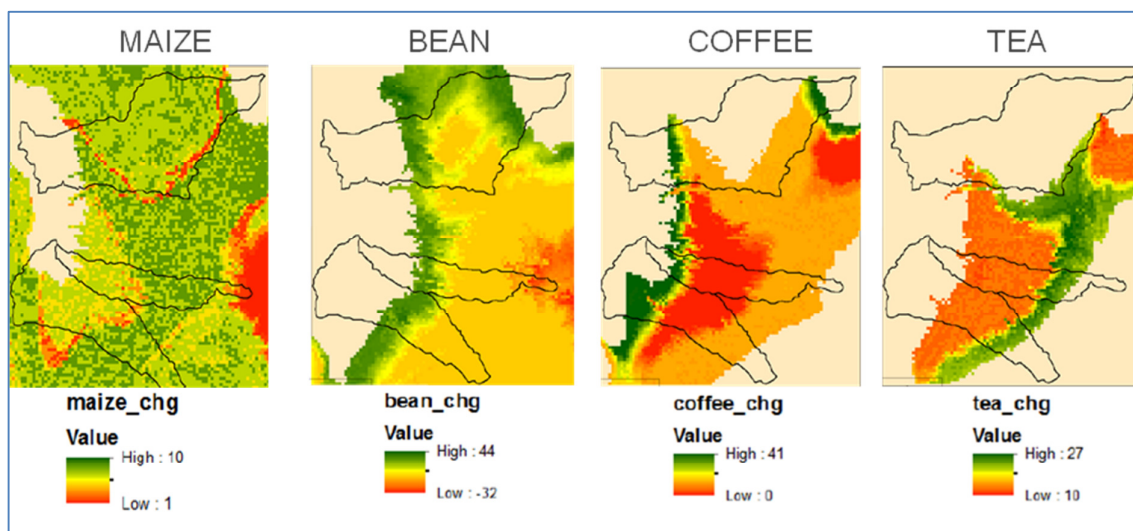 MAIZE BEAN COFFEE TEA
maize_chg bean_chg coffee_chg tea_chg
Value Value Value Value
High : 10 High : 44 High : 41 High : 27
Low : 1 Low : -32 Low : 0 Low : 10